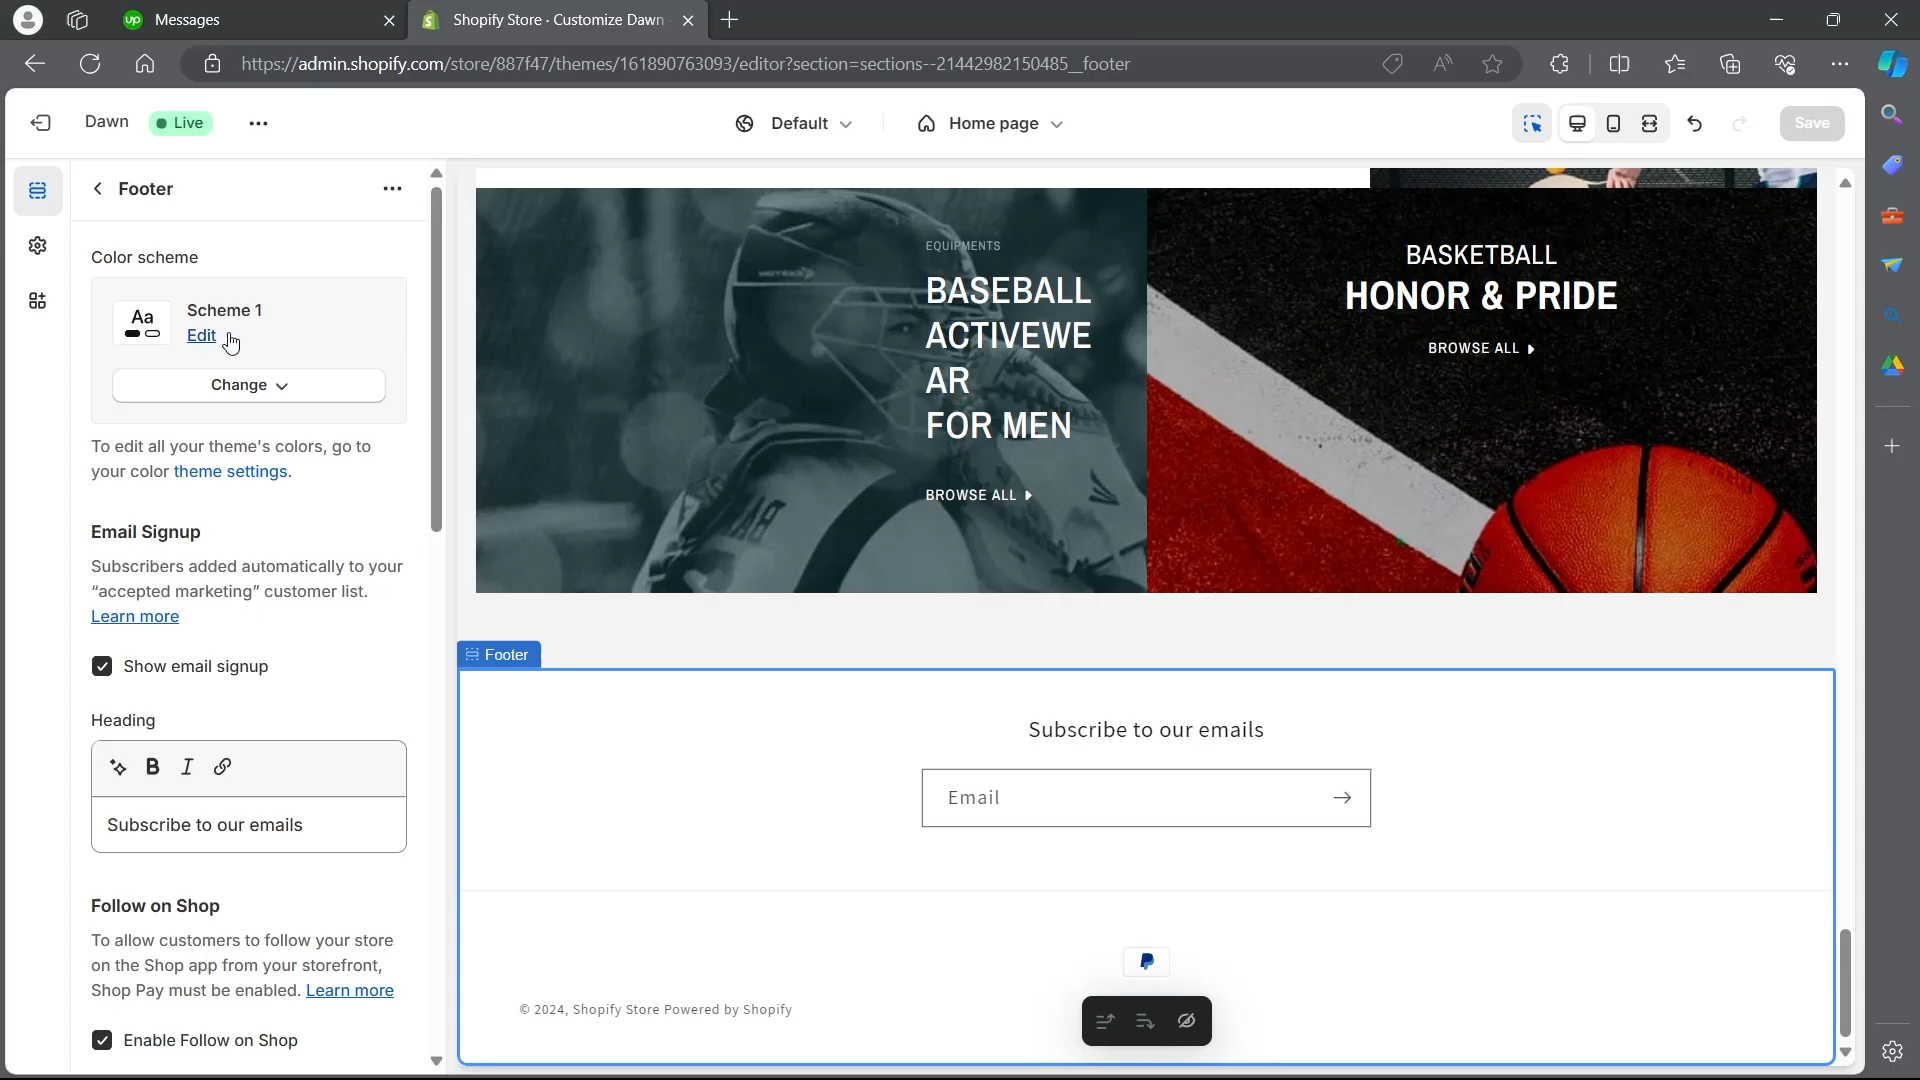 up Messages
Shopify Store · Customize Dawn
https://admin.shopify.com/store/887f47/themes/161890763093/editor?section=sections--21442982150485__footer
Dawn
Live
Default
Home page
Save
Footer
Color scheme
Aa
Scheme 1
Edit
Change
To edit all your theme's colors, go to
your color theme settings.
Email Signup
Subscribers added automatically to your
“accepted marketing” customer list.
Learn more
Show email signup
Heading
B I
Subscribe to our emails
Follow on Shop
To allow customers to follow your store
on the Shop app from your storefront,
Shop Pay must be enabled. Learn more
Enable Follow on Shop
EQUIPMENTS
BASEBALL
ACTIVEWE
AR
FOR MEN
BROWSE ALL
BASKETBALL
HONOR & PRIDE
BROWSE ALL
Footer
Subscribe to our emails
Email
© 2024, Shopify Store Powered by Shopify